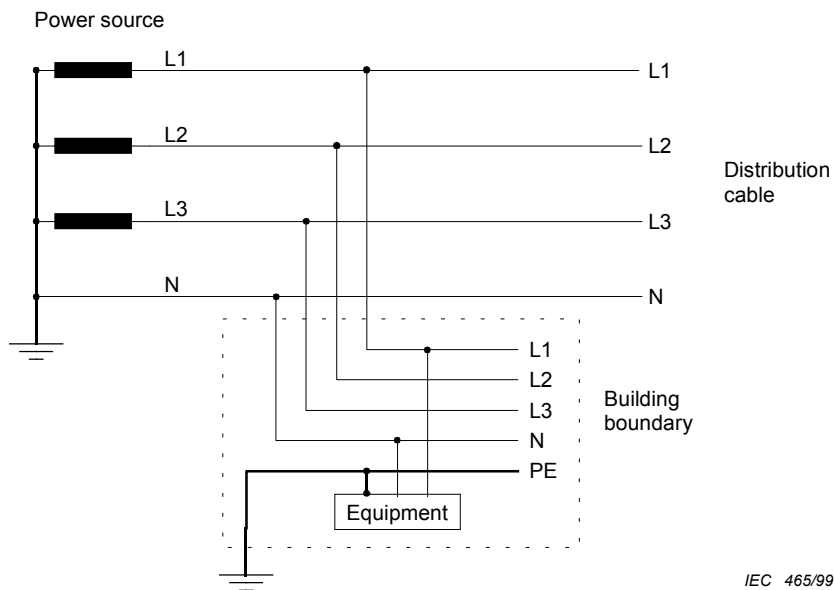 Power source
L1
L1
L2
L2
Distribution
cable
L3
L3
N
N
L1
L2
L3
Building
boundary
N
PE
Equipment
IEC 465/99